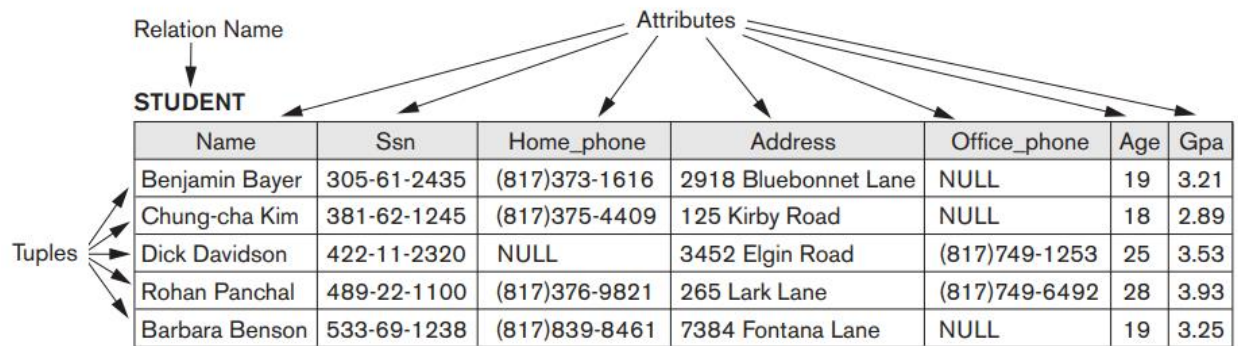 Relation Name
Attributes
STUDENT
Name Ssn Home_phone Address Office_phone Age Gpa
Benjamin Bayer 305-61-2435 (817)373-1616 2918 Bluebonnet Lane NULL 19 3.21
Chung-cha Kim 381-62-1245 (817)375-4409 125 Kirby Road NULL 18 2.89
Tuples Dick Davidson 422-11-2320 NULL 3452 Elgin Road (817)749-1253 25 3.53
Rohan Panchal 489-22-1100 (817)376-9821 265 Lark Lane (817)749-6492 28 3.93
Barbara Benson 533-69-1238 (817)839-8461 7384 Fontana Lane NULL 19 3.25